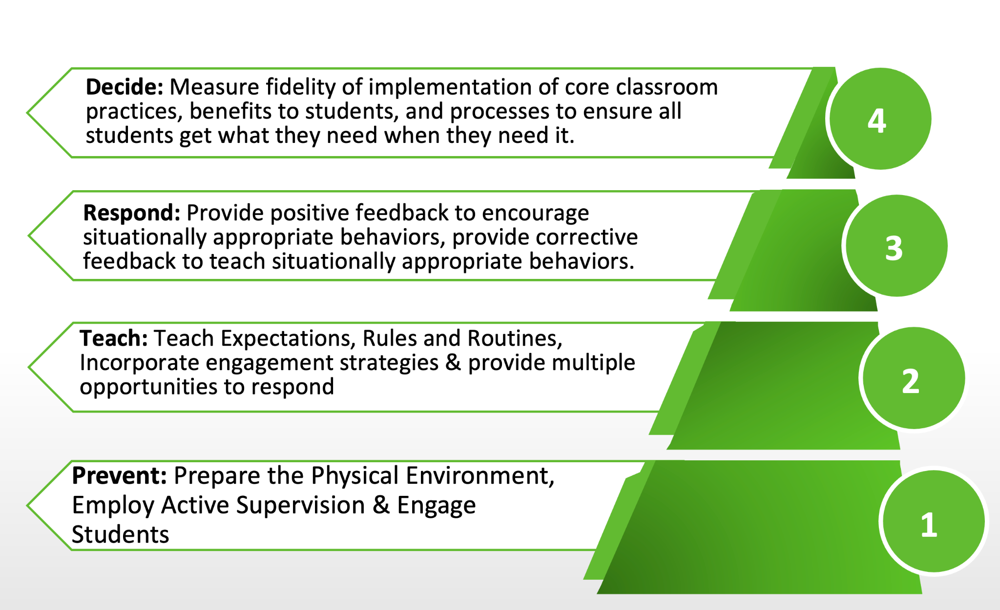 Decide: Measure fidelity of implementation of core classroom
practices, benefits to students, and processes to ensure all
students get what they need when they need it.
4
Respond: Provide positive feedback to encourage
situationally appropriate behaviors, provide corrective
feedback to teach situationally appropriate behaviors.
3
Teach: Teach Expectations, Rules and Routines,
Incorporate engagement strategies & provide multiple
opportunities to respond
2
Prevent: Prepare the Physical Environment,
Employ Active Supervision & Engage
Students
1